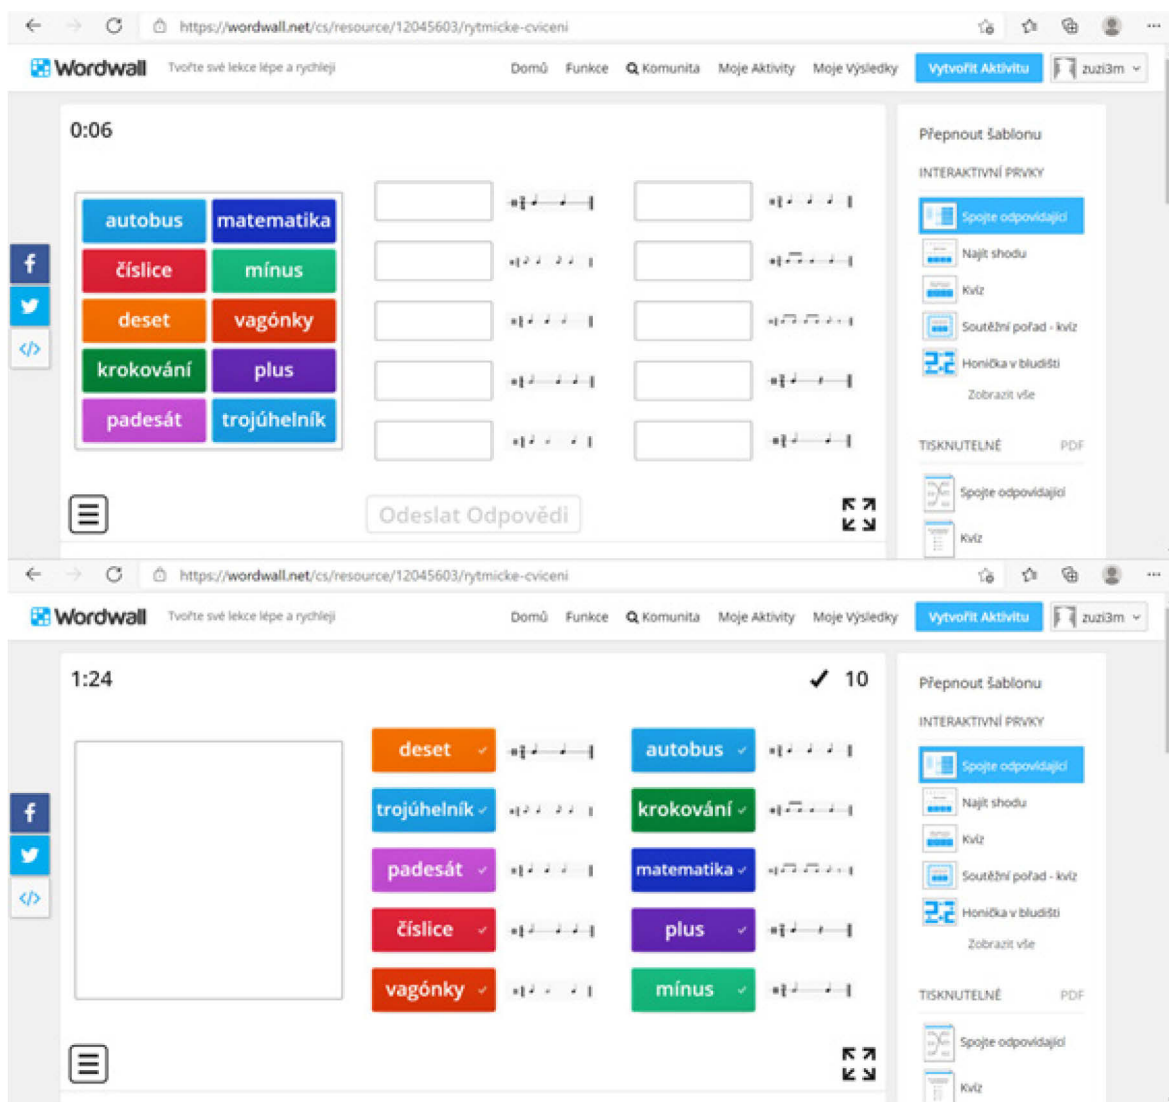 https://wordwall.net/cs/resource/12045603/rytmicke-cviceni
Wordwall Tvořte své lekce lépe a rychleji Domů Funkce Komunita Moje Aktivity Moje Výsledky Vytvořit Aktivitu zuzi3m
0:06
autobus matematika
číslice mínus
deset vagónky
krokování plus
padesát trojúhelník
Odeslat Odpovědi
Přepnout šablonu
INTERAKTIVNÍ PRVKY
Spojte odpovídající
Najít shodu
Kvíz
Soutěžní pořad - kvíz
Honička v bludišti
Zobrazit vše
TISKNUTELNÉ PDF
Spojte odpovídající
Kvíz
https://wordwall.net/cs/resource/12045603/rytmicke-cviceni
Wordwall Tvořte své lekce lépe a rychleji Domů Funkce Komunita Moje Aktivity Moje Výsledky Vytvořit Aktivitu zuzi3m
1:24 10
deset autobus
trojúhelník krokování
padesát matematika
číslice plus
vagónky mínus
Přepnout šablonu
INTERAKTIVNÍ PRVKY
Spojte odpovídající
Najít shodu
Kvíz
Soutěžní pořad - kvíz
Honička v bludišti
Zobrazit vše
TISKNUTELNÉ PDF
Spojte odpovídající
Kvíz